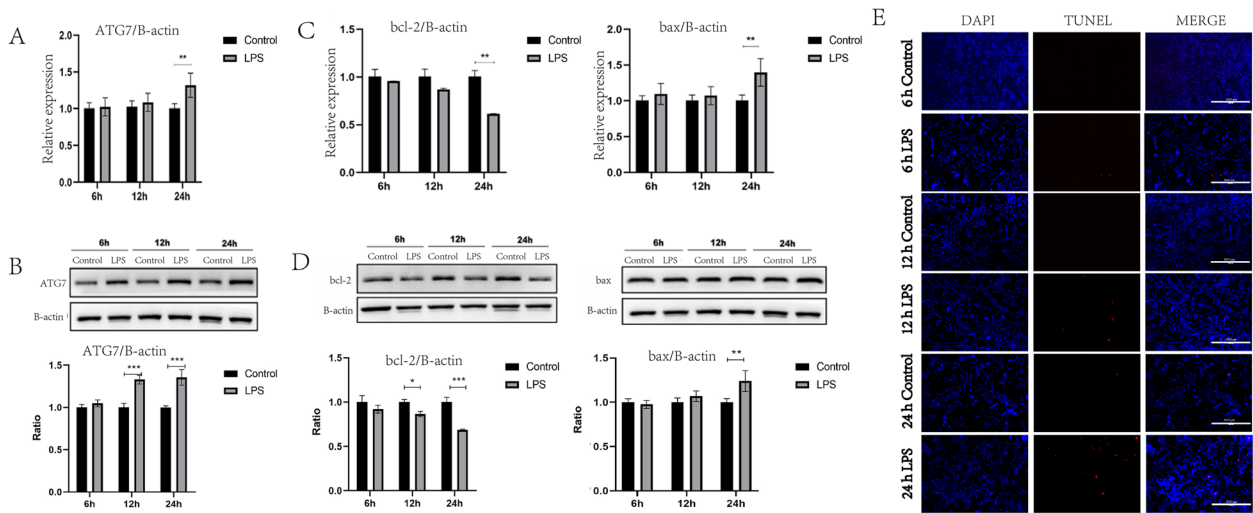 A
ATG7/B-actin
Relative expression
2.0
1.5
1.0
0.5
0.0
**
Control
LPS
6h
12h
24h
C
bcl-2/B-actin
Relative expression
1.5
1.0
0.5
0.0
**
Control
LPS
6h
12h
24h
bax/B-actin
Relative expression
2.0
1.5
1.0
0.5
0.0
**
Control
LPS
6h
12h
24h
B
6h 12h 24h
Control LPS Control LPS Control LPS
ATG7
B-actin
ATG7/B-actin
Ratio
1.5
1.0
0.5
0.0
***
***
Control
LPS
6h
12h
24h
D
6h 12h 24h
Control LPS Control LPS Control LPS
bcl-2
B-actin
bcl-2/B-actin
Ratio
1.5
1.0
0.5
0.0
*
***
Control
LPS
6h
12h
24h
6h 12h 24h
Control LPS Control LPS Control LPS
bax
B-actin
bax/B-actin
Ratio
1.5
1.0
0.5
0.0
**
Control
LPS
6h
12h
24h
E
DAPI TUNEL MERGE
6 h Control
6 h LPS
12 h Control
12 h LPS
24 h Control
24 h LPS